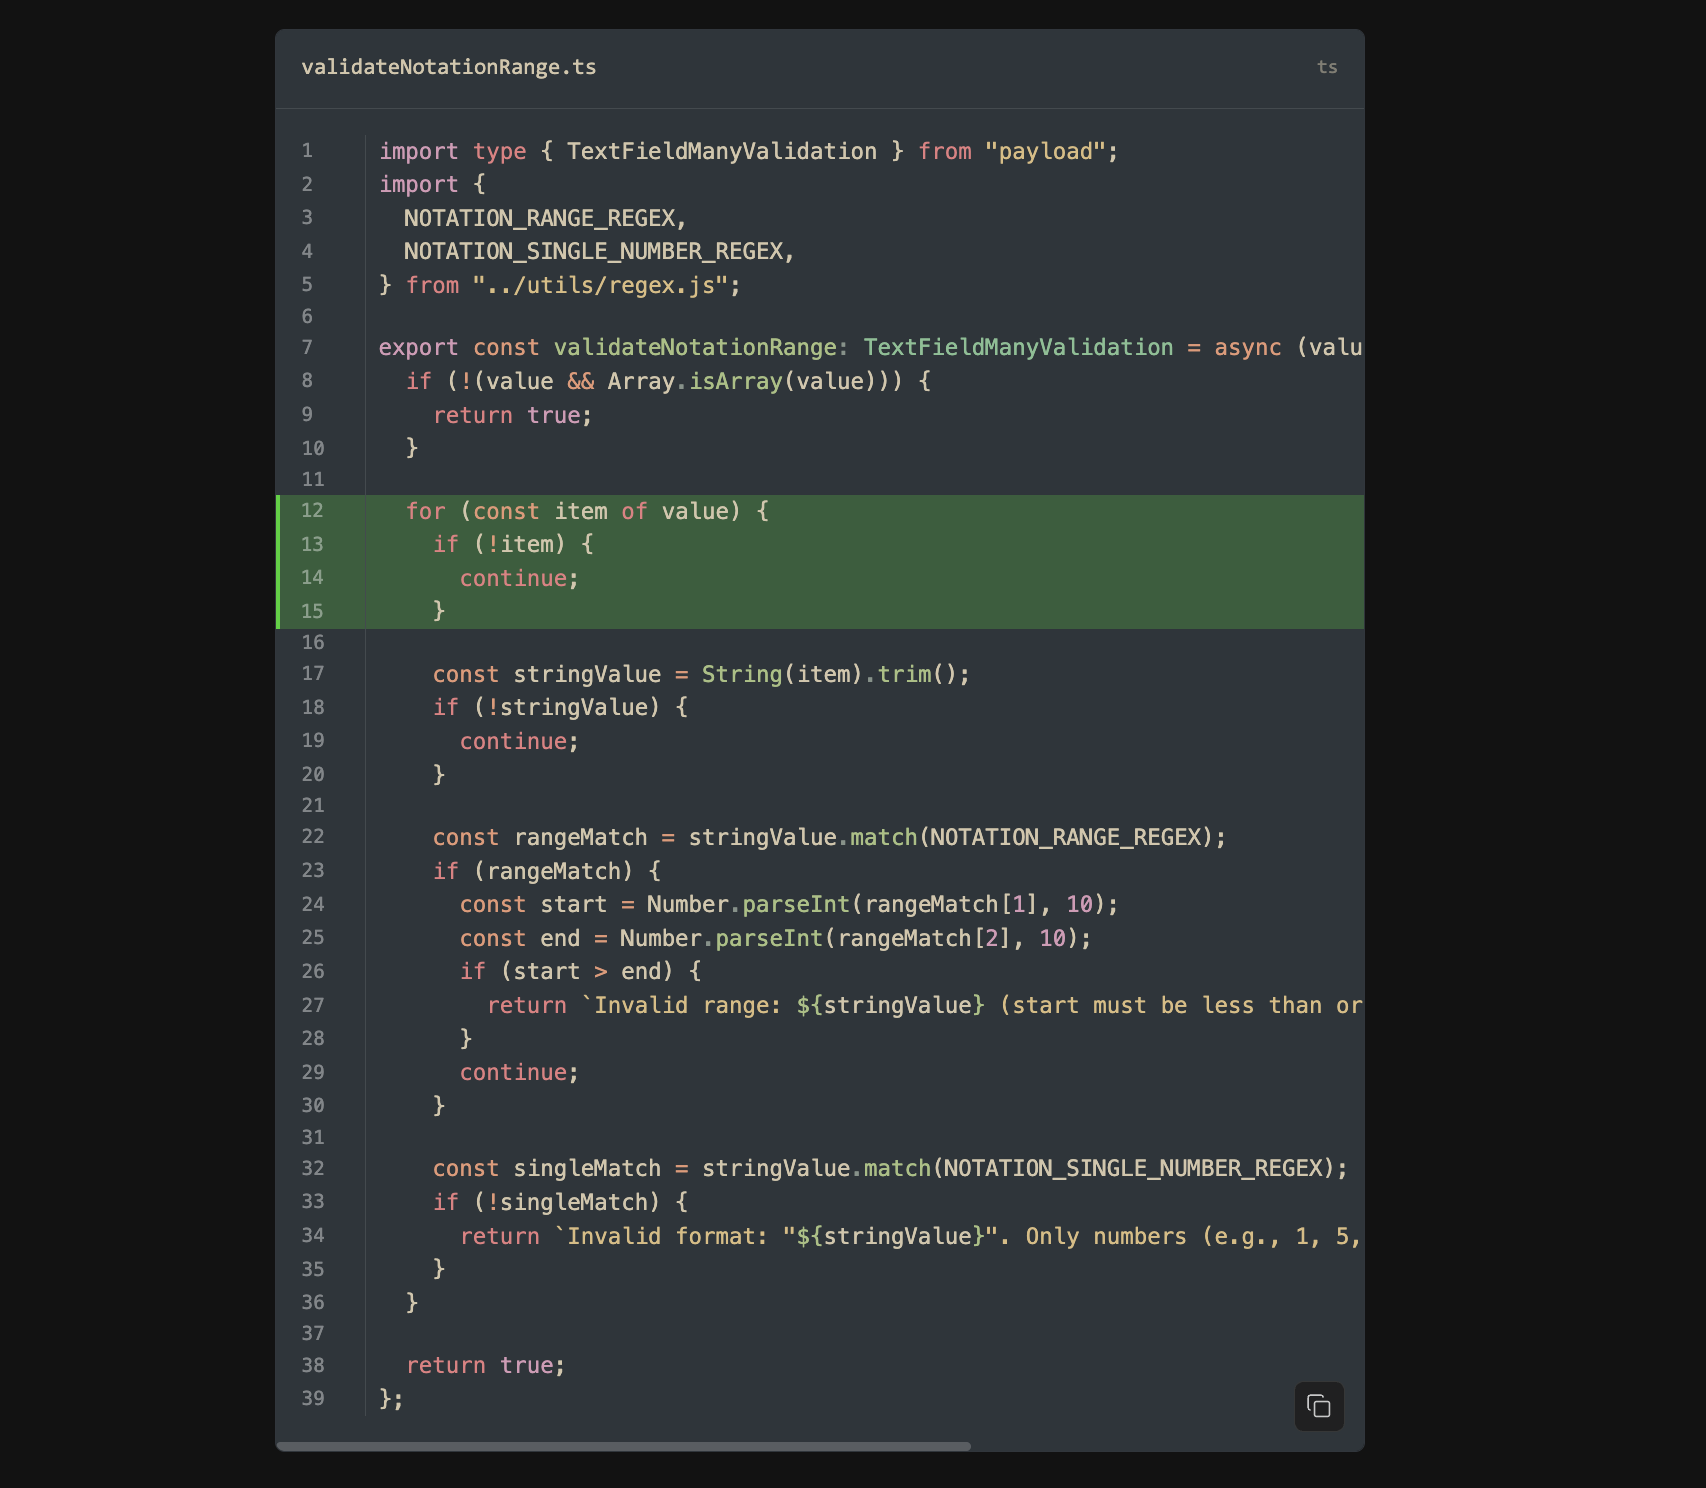 validateNotationRange.ts
ts
1 import type { TextFieldManyValidation } from "payload";
2 import {
3   NOTATION_RANGE_REGEX,
4   NOTATION_SINGLE_NUMBER_REGEX,
5 } from "../utils/regex.js";
6
7 export const validateNotationRange: TextFieldManyValidation = async (valu
8   if (!(value && Array.isArray(value))) {
9     return true;
10   }
11
12   for (const item of value) {
13     if (!item) {
14       continue;
15     }
16
17     const stringValue = String(item).trim();
18     if (!stringValue) {
19       continue;
20     }
21
22     const rangeMatch = stringValue.match(NOTATION_RANGE_REGEX);
23     if (rangeMatch) {
24       const start = Number.parseInt(rangeMatch[1], 10);
25       const end = Number.parseInt(rangeMatch[2], 10);
26       if (start > end) {
27         return `Invalid range: ${stringValue} (start must be less than or
28       }
29       continue;
30     }
31
32     const singleMatch = stringValue.match(NOTATION_SINGLE_NUMBER_REGEX);
33     if (!singleMatch) {
34       return `Invalid format: "${stringValue}". Only numbers (e.g., 1, 5,
35     }
36   }
37
38   return true;
39 };